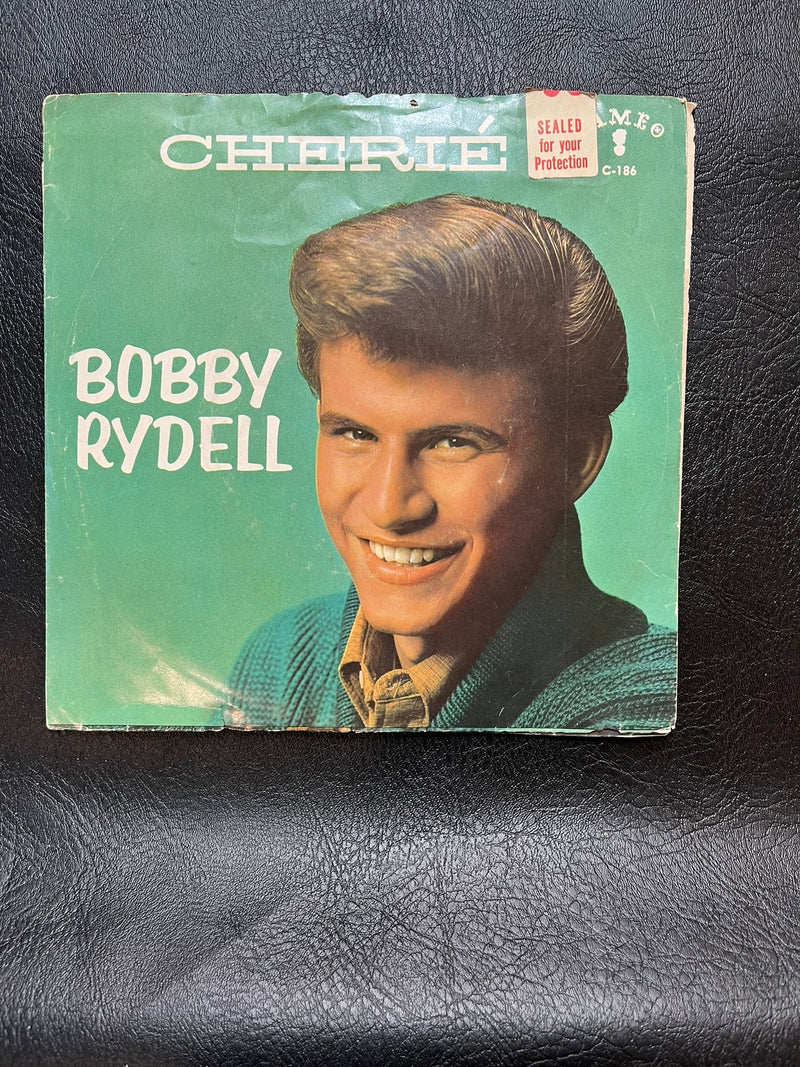 CHERIÉ
SEALED
for your
Protection
C-186
BOBBY
RYDELL